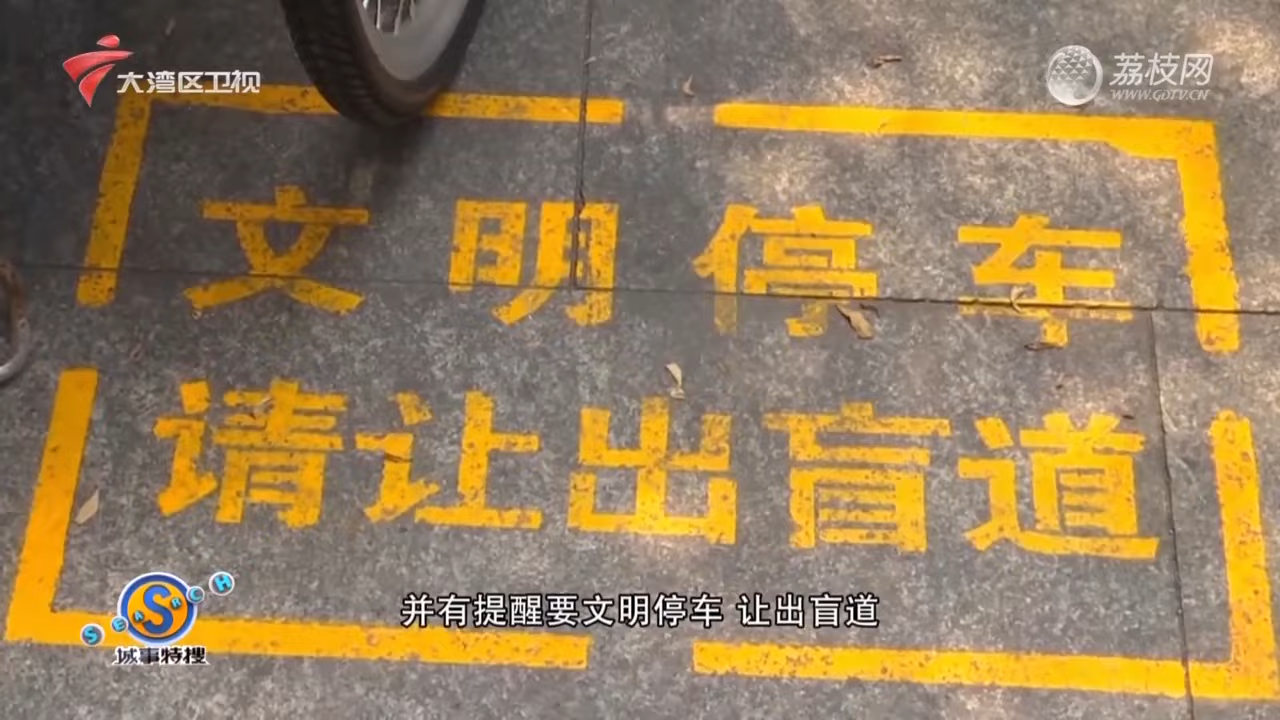 大湾区卫视
荔枝网
WWW.GDTV.CN
文明停车
请让出盲道
并有提醒要文明停车 让出盲道
SEARCH
S
城事特搜